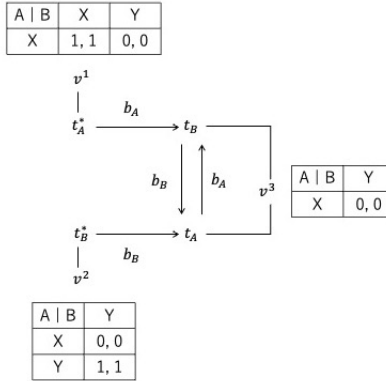 A | B X Y
X 1, 1 0, 0
v¹
b_A
t*_A t_B
b_B b_A
v³
A | B Y
X 0, 0
t*_B t_A
b_B
v²
A | B Y
X 0, 0
Y 1, 1